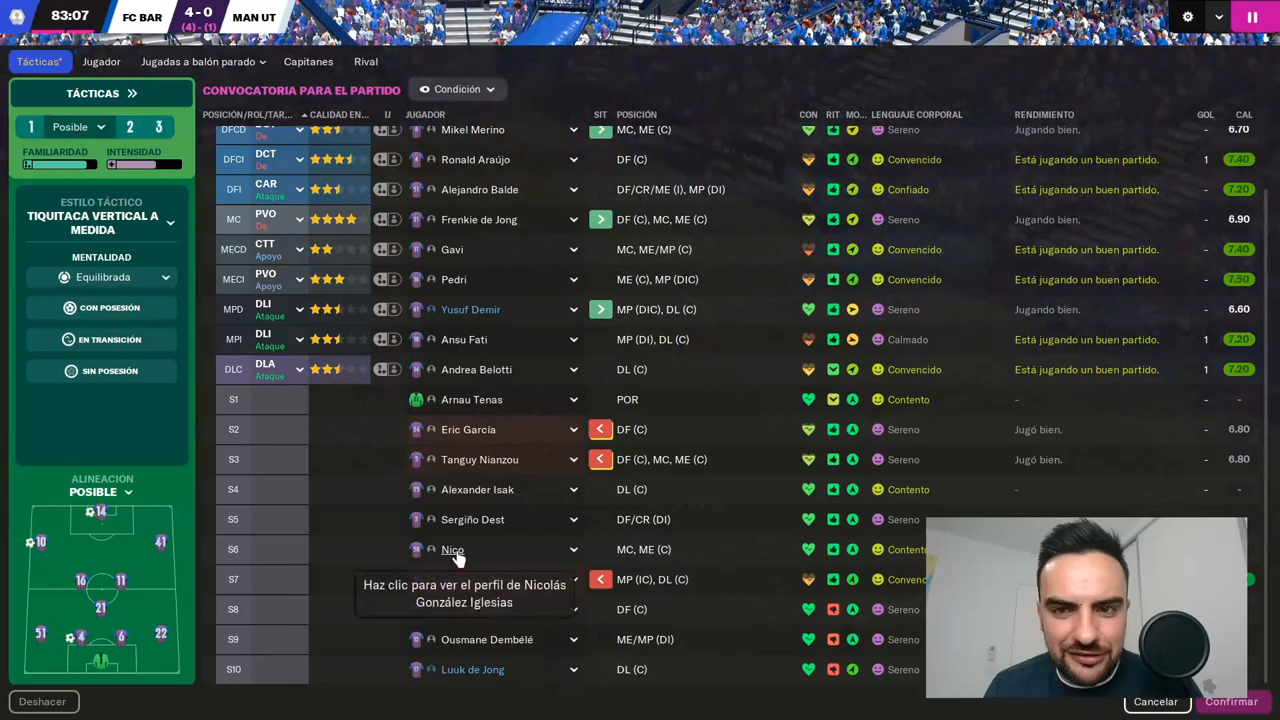 83:07 FC BAR 4 - 0 MAN UT
(4) - (1)
Tácticas* Jugador Jugadas a balón parado Capitanes Rival
TÁCTICAS
1 Posible 2 3
FAMILIARIDAD INTENSIDAD
ESTILO TÁCTICO
TIQUITACA VERTICAL A
MEDIDA
MENTALIDAD
Equilibrada
CON POSESIÓN
EN TRANSICIÓN
SIN POSESIÓN
ALINEACIÓN
POSIBLE
14
10 41
16 11
21
51 4 6 22
CONVOCATORIA PARA EL PARTIDO Condición
POSICIÓN/ROL/TAR... CALIDAD EN... IJ JUGADOR SIT POSICIÓN CON RIT MO... LENGUAJE CORPORAL RENDIMIENTO GOL CAL
DFCD De Mikel Merino MC, ME (C) Sereno Jugando bien. - 6.70
DFCI DCT De Ronald Araújo DF (C) Convencido Está jugando un buen partido. 1 7.40
DFI CAR Ataque Alejandro Balde DF/CR/ME (I), MP (DI) Confiado Está jugando un buen partido. - 7.20
MC PVO De Frenkie de Jong DF (C), MC, ME (C) Sereno Jugando bien. - 6.90
MECD CTT Apoyo Gavi MC, ME/MP (C) Convencido Está jugando un buen partido. - 7.40
MECI PVO Apoyo Pedri ME (C), MP (DIC) Convencido Está jugando un buen partido. - 7.50
MPD DLI Ataque Yusuf Demir MP (DIC), DL (C) Sereno Jugando bien. - 6.60
MPI DLI Ataque Ansu Fati MP (DI), DL (C) Calmado Está jugando un buen partido. 1 7.20
DLC DLA Ataque Andrea Belotti DL (C) Convencido Está jugando un buen partido. 1 7.20
S1 Arnau Tenas POR Contento - - -
S2 Eric García DF (C) Sereno Jugó bien. - 6.80
S3 Tanguy Nianzou DF (C), MC, ME (C) Sereno Jugó bien. - 6.80
S4 Alexander Isak DL (C) Contento - - -
S5 Sergiño Dest DF/CR (DI) Sereno
S6 Nico MC, ME (C) Contento
S7 MP (IC), DL (C)
S8 DF (C) Sereno
S9 Ousmane Dembélé ME/MP (DI) Sereno
S10 Luuk de Jong DL (C) Sereno
Haz clic para ver el perfil de Nicolás
González Iglesias
Deshacer Cancelar Confirmar